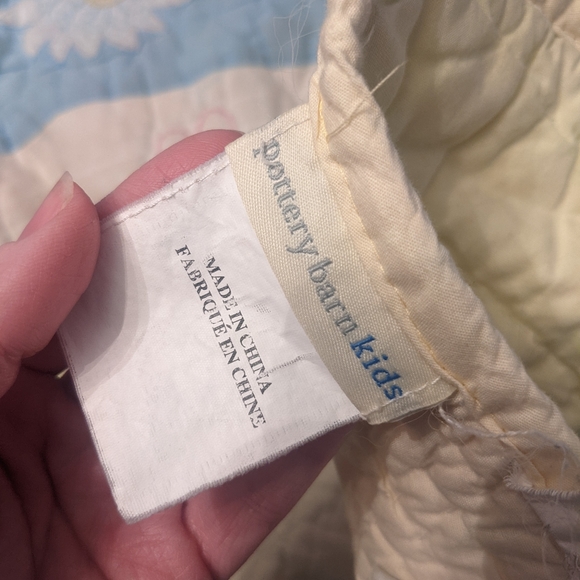 pottery barn kids
MADE IN CHINA
FABRIQUÉ EN CHINE